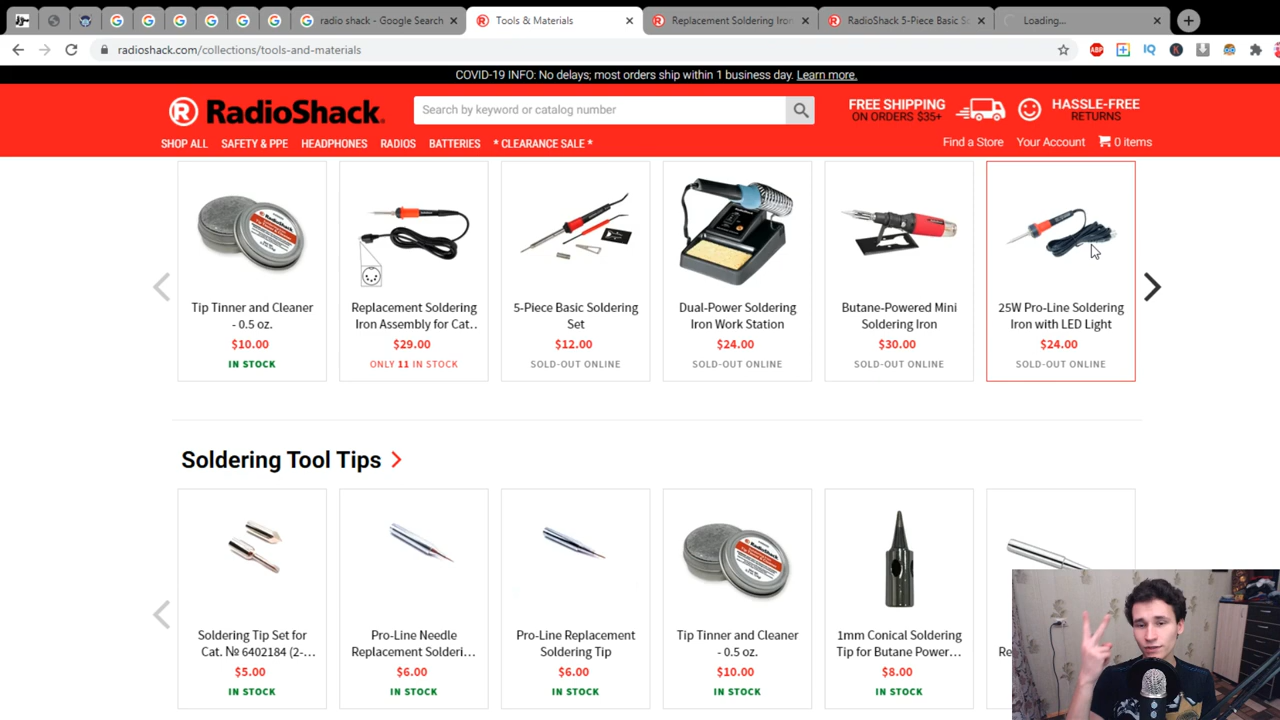 radio shack - Google Search
Tools & Materials
Replacement Soldering Iron
RadioShack 5-Piece Basic So
Loading...
radioshack.com/collections/tools-and-materials
COVID-19 INFO: No delays; most orders ship within 1 business day. Learn more.
R RadioShack.
Search by keyword or catalog number
FREE SHIPPING
ON ORDERS $35+
HASSLE-FREE
RETURNS
SHOP ALL SAFETY & PPE HEADPHONES RADIOS BATTERIES * CLEARANCE SALE *
Find a Store Your Account 0 items
Tip Tinner and Cleaner
- 0.5 oz.
$10.00
IN STOCK
Replacement Soldering
Iron Assembly for Cat..
$29.00
ONLY 11 IN STOCK
5-Piece Basic Soldering
Set
$12.00
SOLD-OUT ONLINE
Dual-Power Soldering
Iron Work Station
$24.00
SOLD-OUT ONLINE
Butane-Powered Mini
Soldering Iron
$30.00
SOLD-OUT ONLINE
25W Pro-Line Soldering
Iron with LED Light
$24.00
SOLD-OUT ONLINE
Soldering Tool Tips
Soldering Tip Set for
Cat. № 6402184 (2-...
$5.00
IN STOCK
Pro-Line Needle
Replacement Solderi...
$6.00
IN STOCK
Pro-Line Replacement
Soldering Tip
$6.00
IN STOCK
Tip Tinner and Cleaner
- 0.5 oz.
$10.00
IN STOCK
1mm Conical Soldering
Tip for Butane Power...
$8.00
IN STOCK